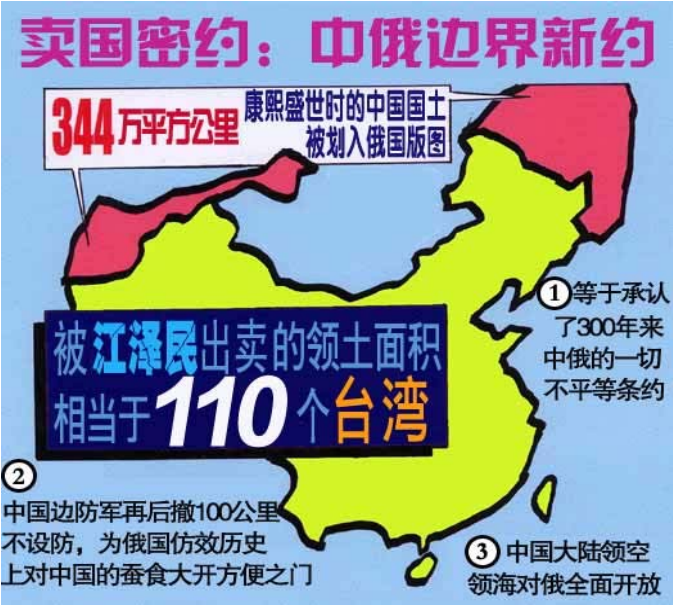 卖国密约：中俄边界新约
344万平方公里
康熙盛世时的中国国土
被划入俄国版图
①等于承认
了300年来
中俄的一切
不平等条约
被江泽民出卖的领土面积
相当于110个台湾
②
中国边防军再后撤100公里
不设防，为俄国仿效历史
上对中国的蚕食大开方便之门
③中国大陆领空
领海对俄全面开放